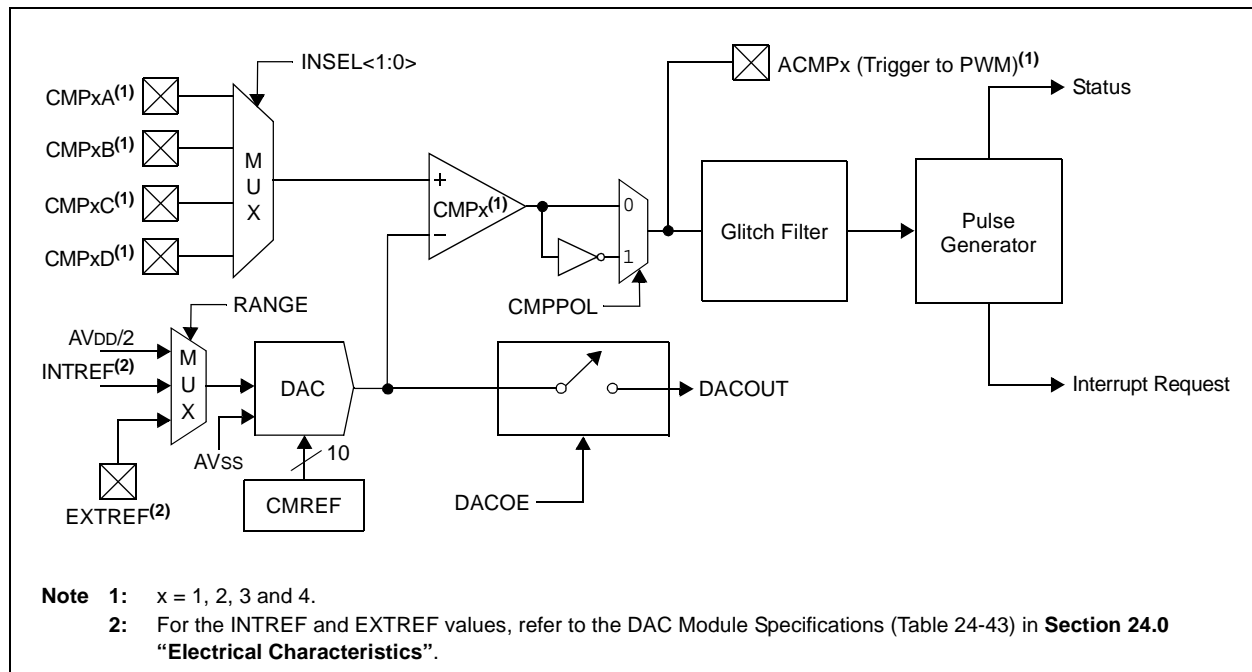 INSEL<1:0>
CMPxA(1)
CMPxB(1)
CMPxC(1)
CMPxD(1)
M
U
X
+
CMPx(1)
–
0
1
CMPPOL
ACMPx (Trigger to PWM)(1)
Glitch Filter
Pulse
Generator
Status
Interrupt Request
RANGE
AVDD/2
INTREF(2)
M
U
X
EXTREF(2)
AVSS
DAC
10
CMREF
DACOUT
DACOE
Note 1: x = 1, 2, 3 and 4.
2: For the INTREF and EXTREF values, refer to the DAC Module Specifications (Table 24-43) in Section 24.0
“Electrical Characteristics”.